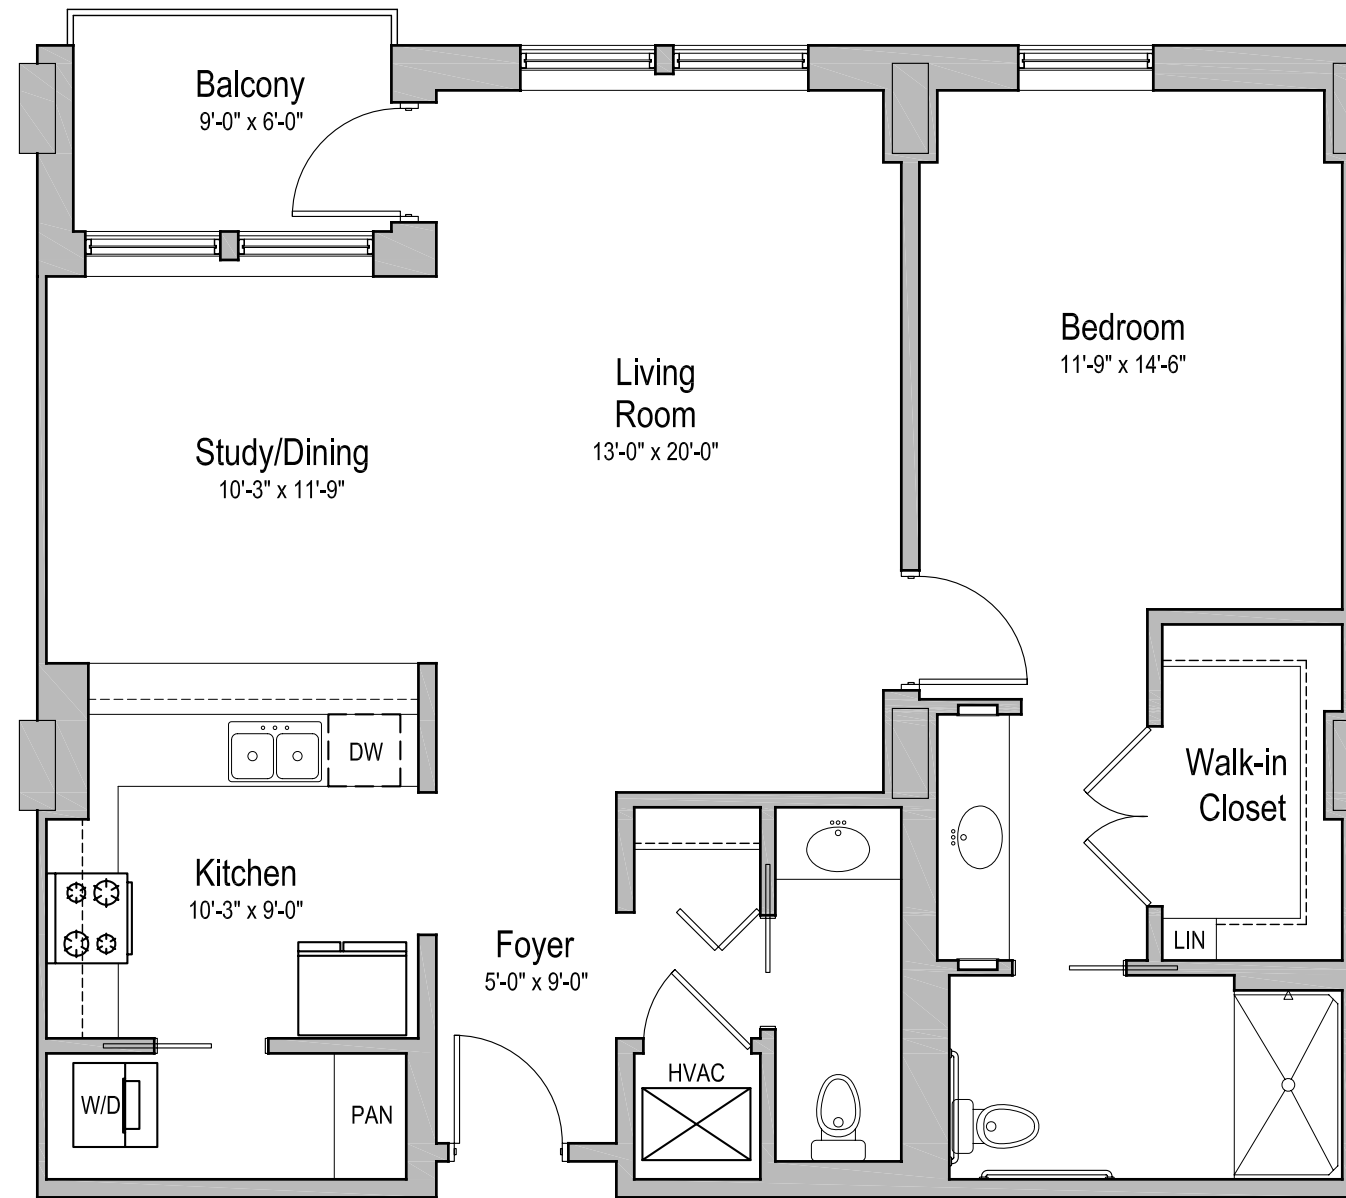 Balcony
9'-0" x 6'-0"
Bedroom
11'-9" x 14'-6"
Living
Room
13'-0" x 20'-0"
Study/Dining
10'-3" x 11'-9"
DW
Walk-in
Closet
Kitchen
10'-3" x 9'-0"
Foyer
5'-0" x 9'-0"
LIN
HVAC
W/D
PAN